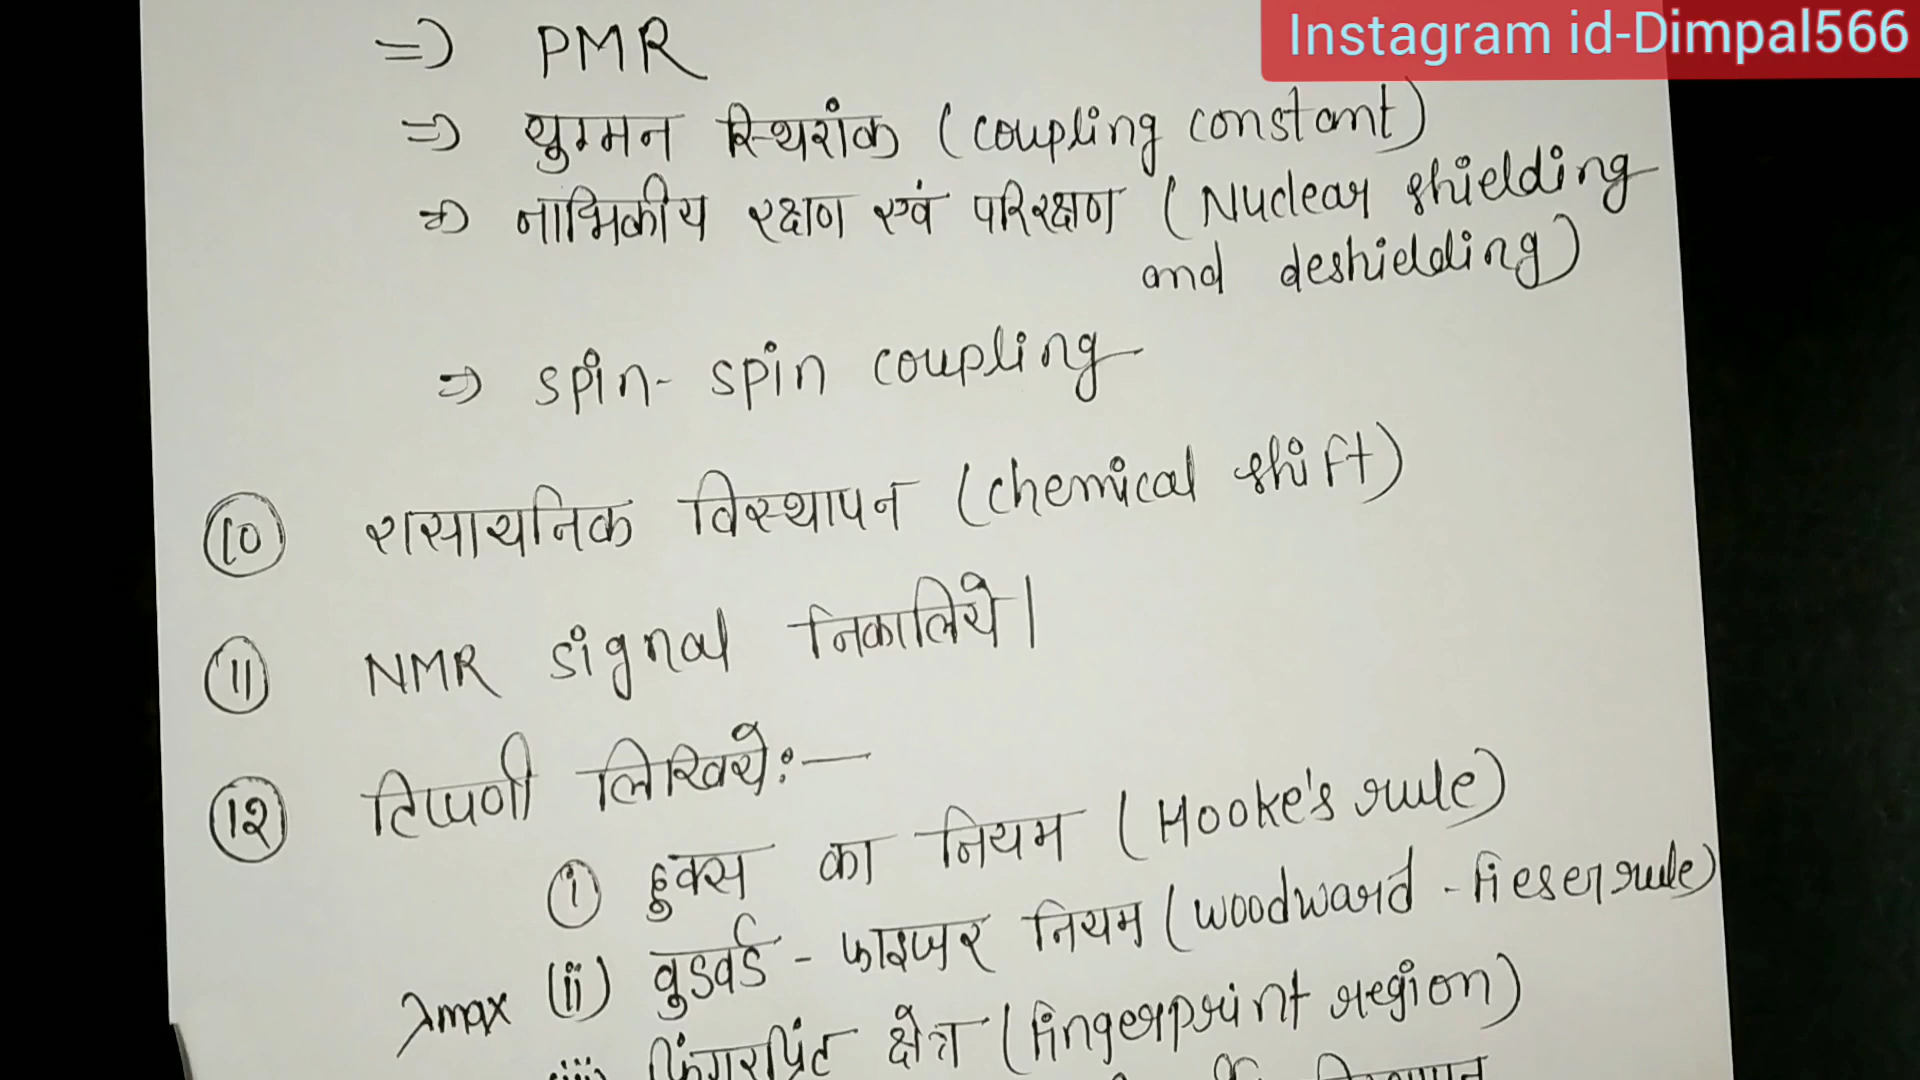 Instagram id-Dimpal566
=> PMR
=> युग्मन स्थिरांक (coupling constant)
=> नाभिकीय रक्षण एवं परिरक्षण (Nuclear shielding
and deshielding)
=> spin-spin coupling
(10) रासायनिक विस्थापन (chemical shift)
(11) NMR signal निकालिये।
(12) टिप्पणी लिखिये:-
(i) हुक्स का नियम (Hooke's rule)
λmax (ii) वुडवर्ड - फाइजर नियम (woodward - fieser rule)
(iii) फिंगरप्रिंट क्षेत्र (fingerprint region)